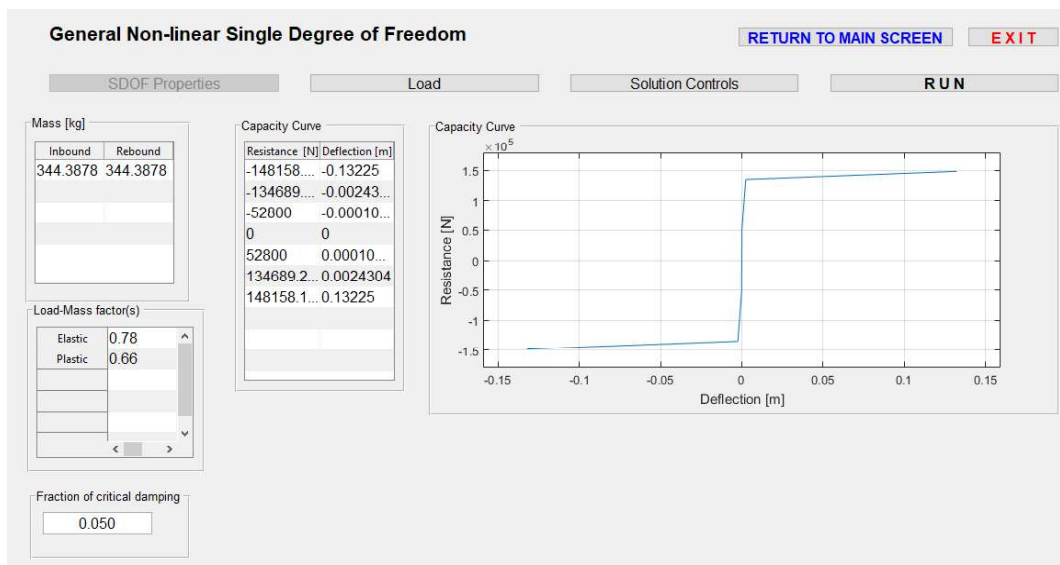 General Non-linear Single Degree of Freedom
RETURN TO MAIN SCREEN
EXIT
SDOF Properties
Load
Solution Controls
RUN
Mass [kg]
Inbound Rebound
344.3878 344.3878
Load-Mass factor(s)
Elastic 0.78
Plastic 0.66
Fraction of critical damping
0.050
Capacity Curve
Resistance [N] Deflection [m]
-148158.... -0.13225
-134689.... -0.00243...
-52800 -0.00010...
0 0
52800 0.00010...
134689.2... 0.0024304
148158.1... 0.13225
Capacity Curve
×10^5
1.5
1
0.5
0
-0.5
-1
-1.5
Resistance [N]
-0.15 -0.1 -0.05 0 0.05 0.1 0.15
Deflection [m]